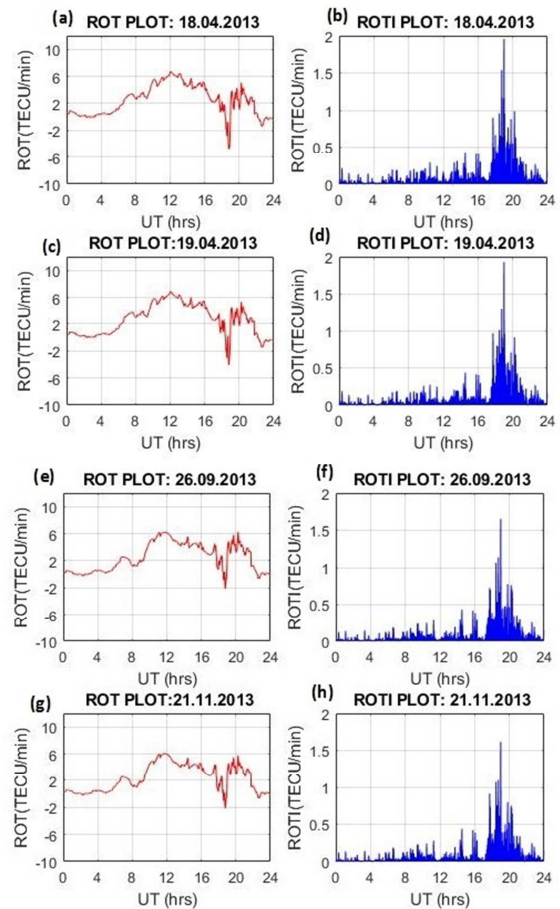 (a) ROT PLOT: 18.04.2013
ROT(TECU/min)
10
6
2
-2
-6
-10
0 4 8 12 16 20 24
UT (hrs)
(b) ROTI PLOT: 18.04.2013
ROTI(TECU/min)
2
1.5
1
0.5
0
0 4 8 12 16 20 24
UT (hrs)
(c) ROT PLOT:19.04.2013
ROT(TECU/min)
10
6
2
-2
-6
-10
0 4 8 12 16 20 24
UT (hrs)
(d) ROTI PLOT: 19.04.2013
ROTI(TECU/min)
2
1.5
1
0.5
0
0 4 8 12 16 20 24
UT (hrs)
(e) ROT PLOT: 26.09.2013
ROT(TECU/min)
10
6
2
-2
-6
-10
0 4 8 12 16 20 24
UT (hrs)
(f) ROTI PLOT: 26.09.2013
ROTI(TECU/min)
2
1.5
1
0.5
0
0 4 8 12 16 20 24
UT (hrs)
(g) ROT PLOT:21.11.2013
ROT(TECU/min)
10
6
2
-2
-6
-10
0 4 8 12 16 20 24
UT (hrs)
(h) ROTI PLOT: 21.11.2013
ROTI(TECU/min)
2
1.5
1
0.5
0
0 4 8 12 16 20 24
UT (hrs)